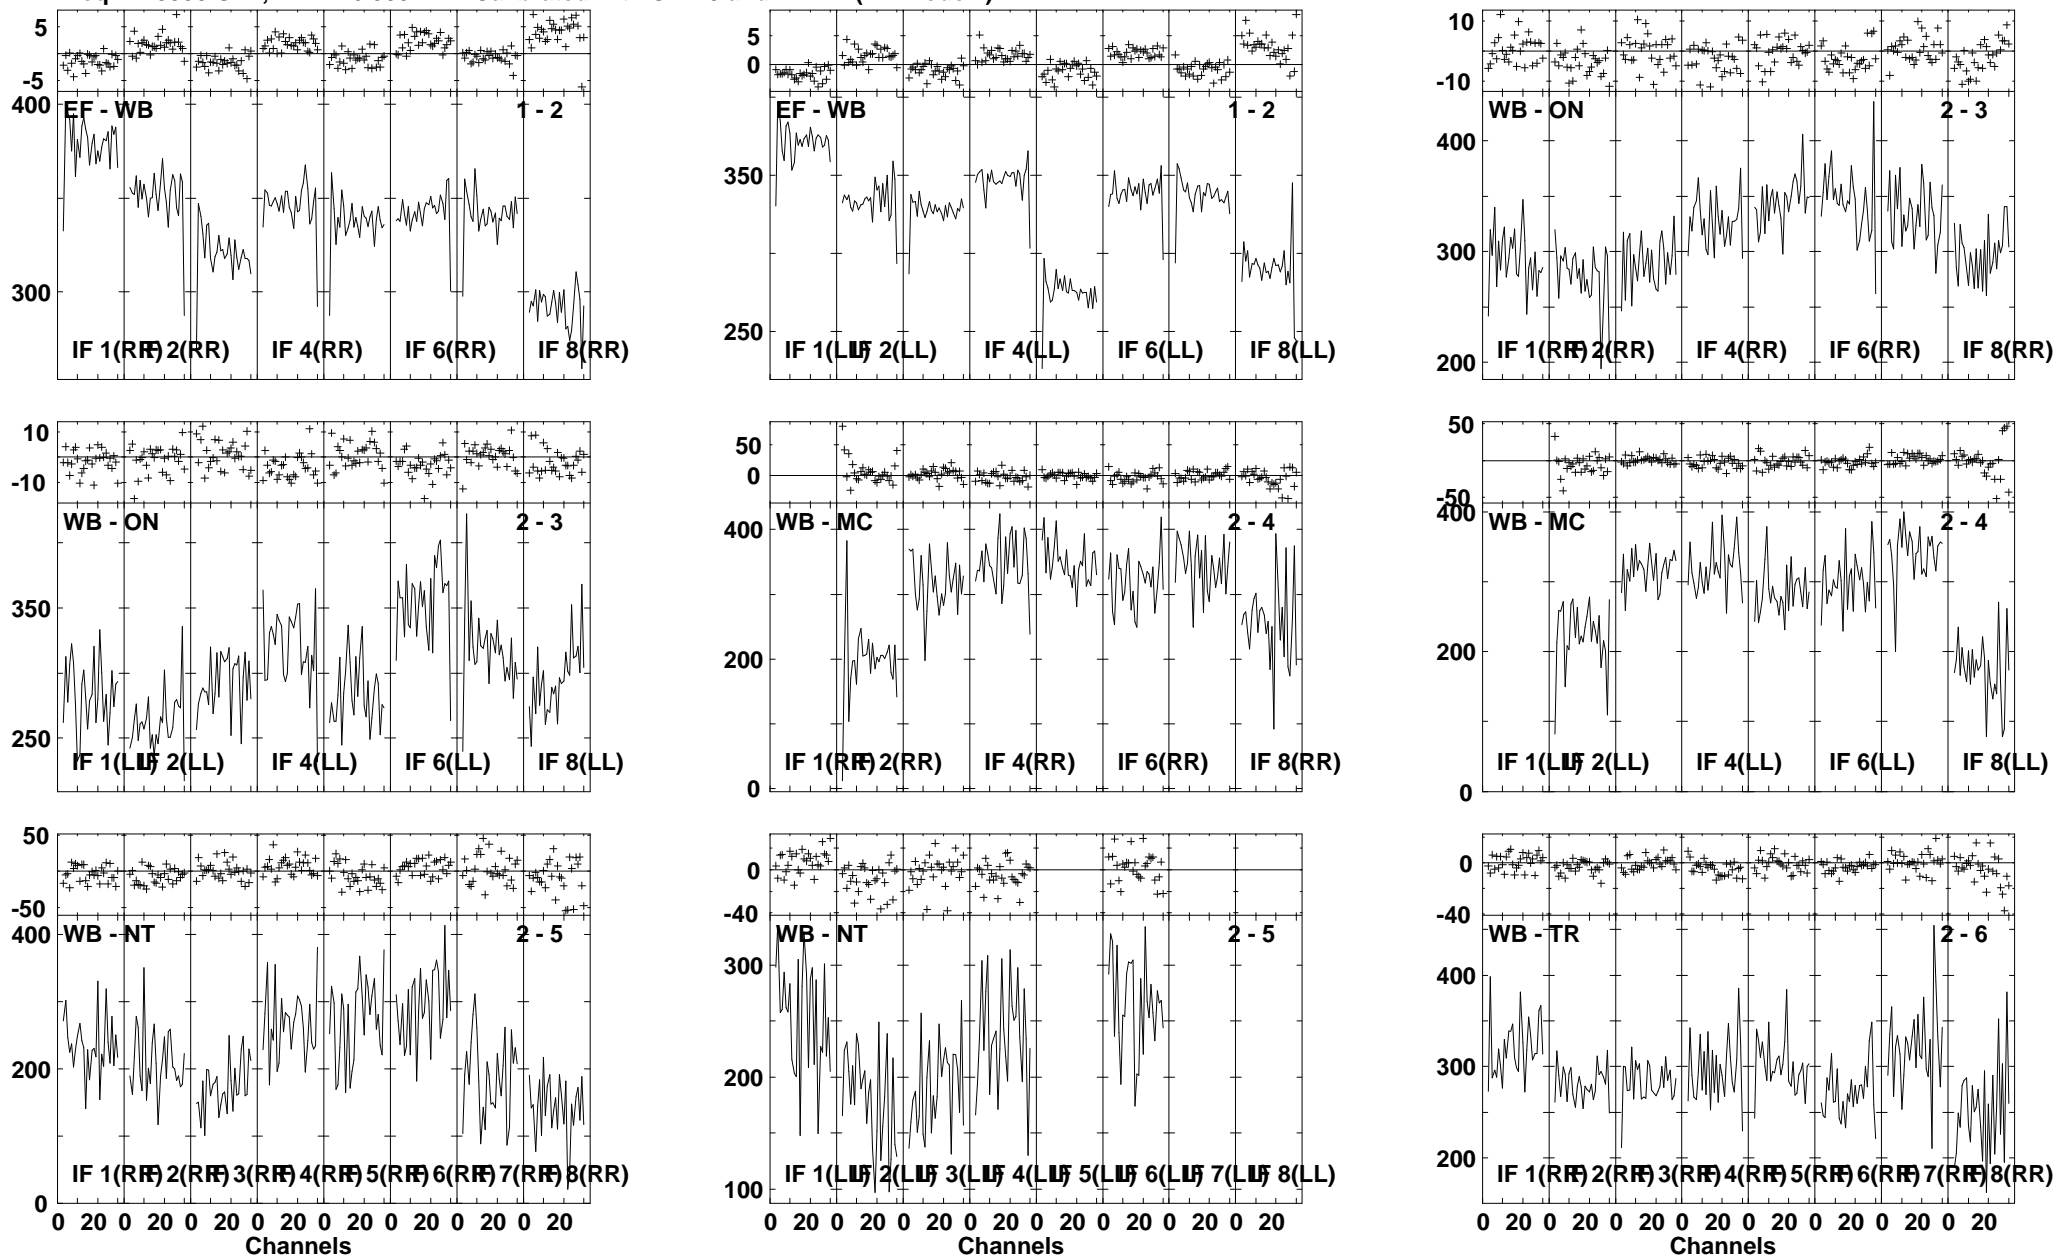 5
0
-5
400
300
EF - WB 1 - 2
IF 1(RR) IF 2(RR) IF 4(RR) IF 6(RR) IF 8(RR)
5
0
350
250
EF - WB 1 - 2
IF 1(LL) IF 2(LL) IF 4(LL) IF 6(LL) IF 8(LL)
10
0
-10
400
300
200
WB - ON 2 - 3
IF 1(RR) IF 2(RR) IF 4(RR) IF 6(RR) IF 8(RR)
10
0
-10
350
250
WB - ON 2 - 3
IF 1(LL) IF 2(LL) IF 4(LL) IF 6(LL) IF 8(LL)
50
0
400
200
0
WB - MC 2 - 4
IF 1(RR) IF 2(RR) IF 4(RR) IF 6(RR) IF 8(RR)
50
0
-50
400
200
0
WB - MC 2 - 4
IF 1(LL) IF 2(LL) IF 4(LL) IF 6(LL) IF 8(LL)
50
0
-50
400
200
0
WB - NT 2 - 5
IF 1(RR) IF 2(RR) IF 3(RR) IF 4(RR) IF 5(RR) IF 6(RR) IF 7(RR) IF 8(RR)
0 20 0 20 0 20 0 20 0 20 0 20 0 20 0 20
Channels
0
-40
300
200
100
WB - NT 2 - 5
IF 1(LL) IF 2(LL) IF 3(LL) IF 4(LL) IF 5(LL) IF 6(LL) IF 7(LL) IF 8(LL)
0 20 0 20 0 20 0 20 0 20 0 20 0 20 0 20
Channels
0
-40
400
300
200
WB - TR 2 - 6
IF 1(RR) IF 2(RR) IF 3(RR) IF 4(RR) IF 5(RR) IF 6(RR) IF 7(RR) IF 8(RR)
0 20 0 20 0 20 0 20 0 20 0 20 0 20 0 20
Channels